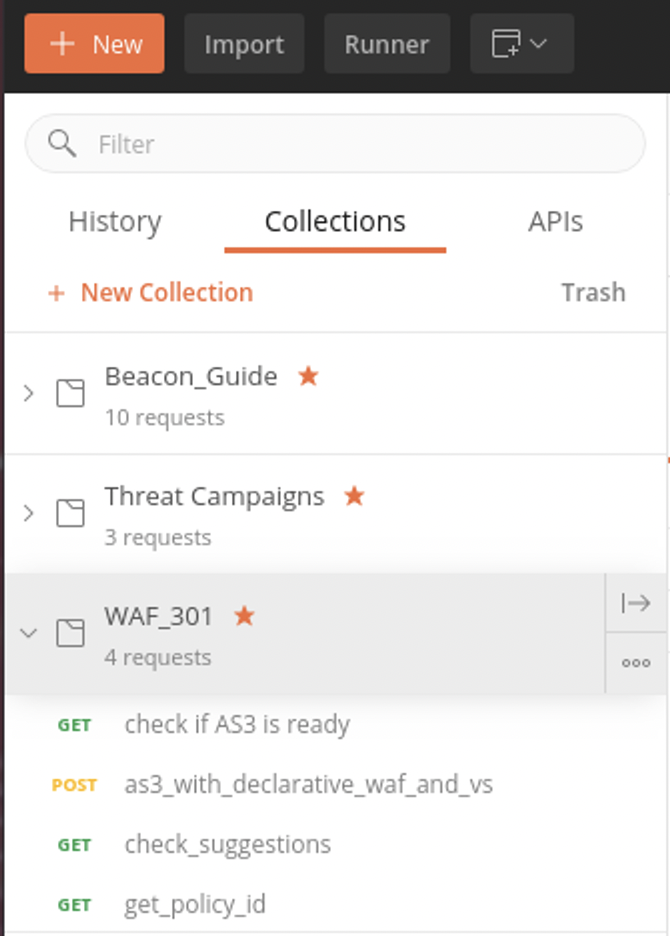 + New Import Runner
Filter
History Collections APIs
+ New Collection Trash
Beacon_Guide
10 requests
Threat Campaigns
3 requests
WAF_301
4 requests
GET check if AS3 is ready
POST as3_with_declarative_waf_and_vs
GET check_suggestions
GET get_policy_id